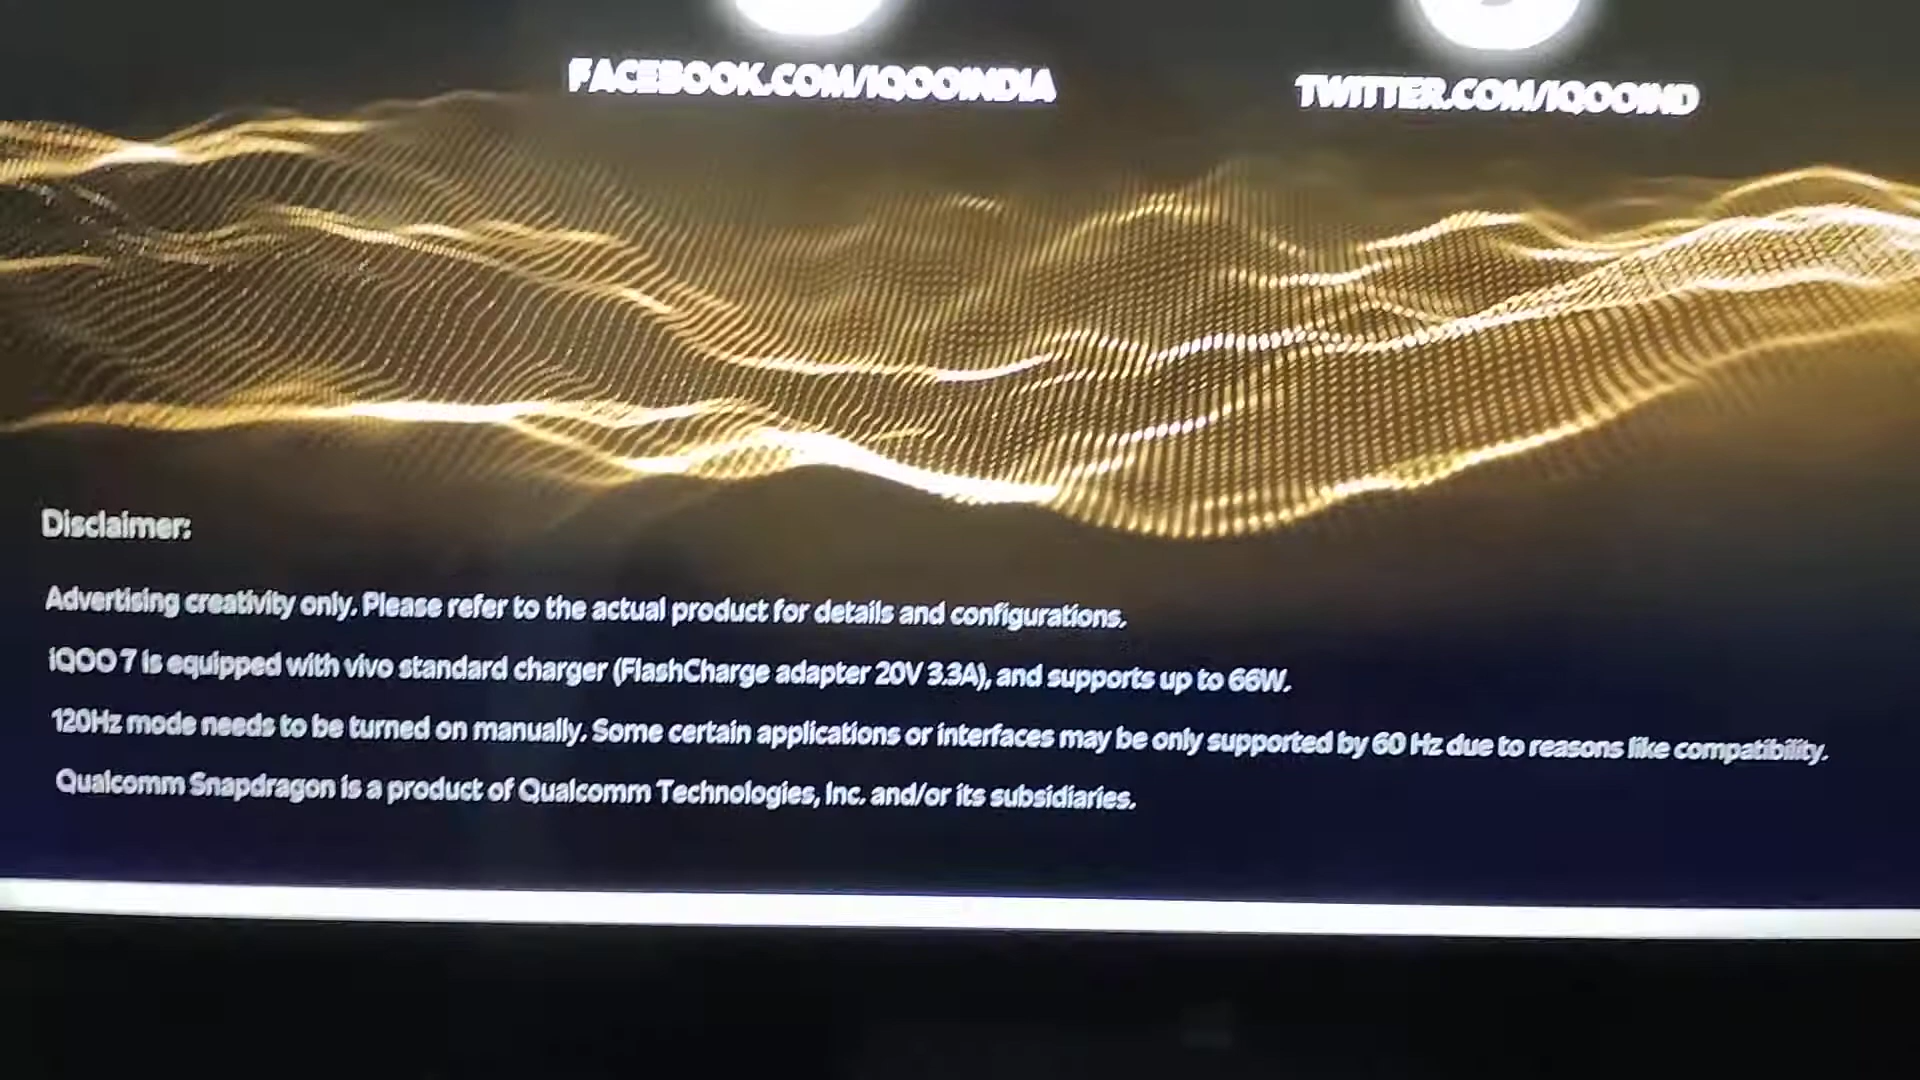 FACEBOOK.COM/IQOOINDIA
TWITTER.COM/IQOOIND
Disclaimer:
Advertising creativity only. Please refer to the actual product for details and configurations.
iQOO 7 is equipped with vivo standard charger (FlashCharge adapter 20V 3.3A), and supports up to 66W.
120Hz mode needs to be turned on manually. Some certain applications or interfaces may be only supported by 60 Hz due to reasons like compatibility.
Qualcomm Snapdragon is a product of Qualcomm Technologies, Inc. and/or its subsidiaries.